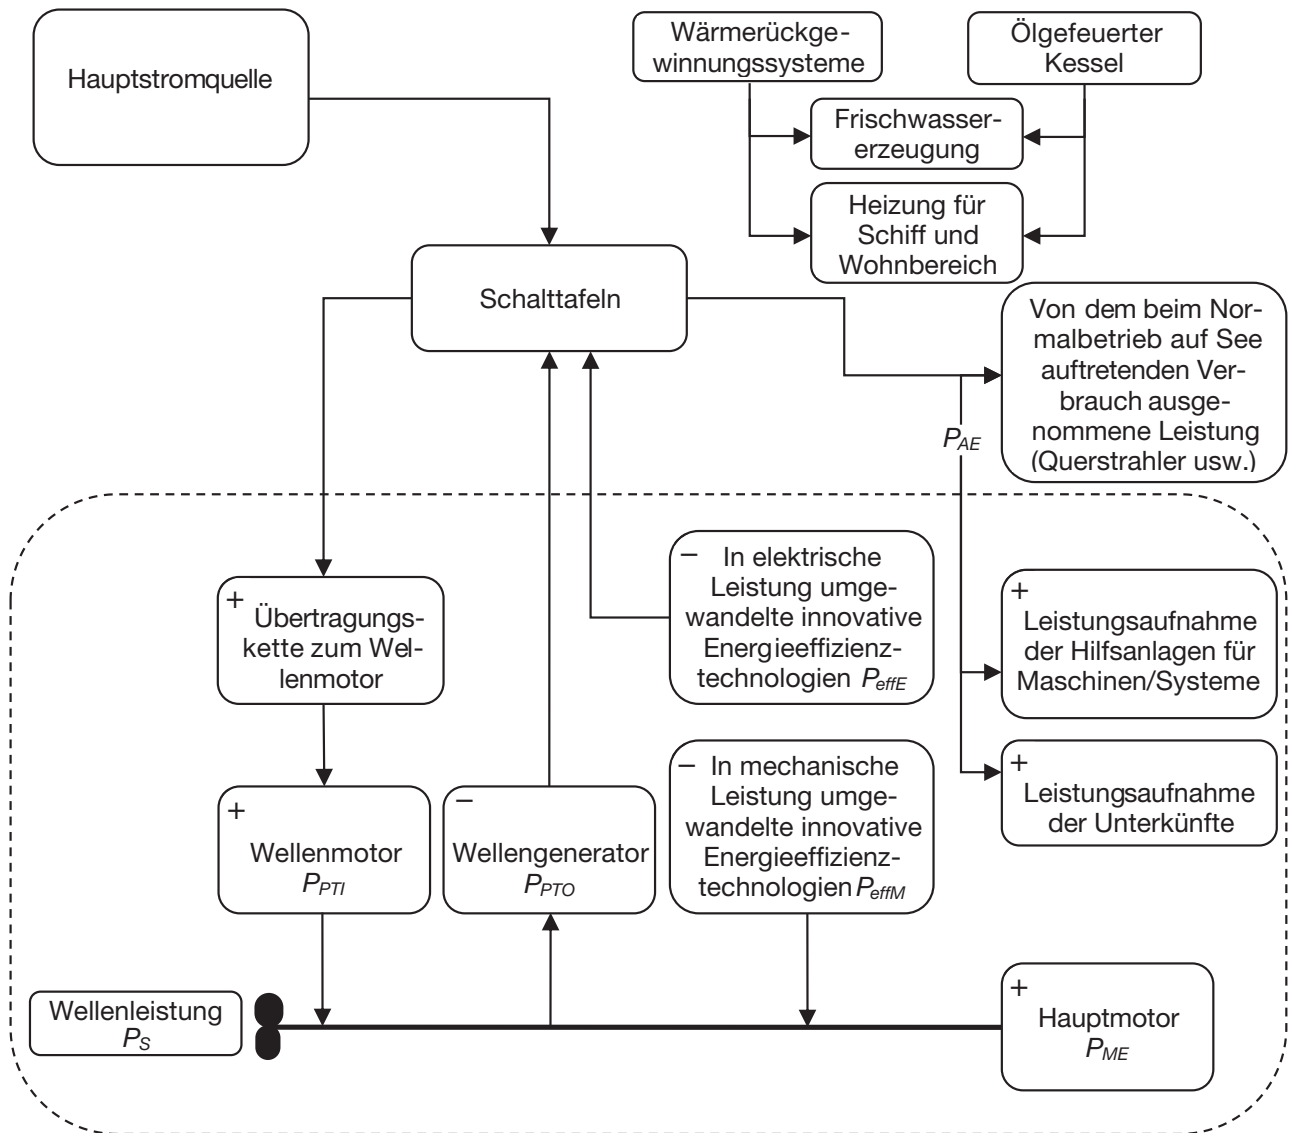 Hauptstromquelle
Wärmerückge-
winnungssysteme
Ölgefeuerter
Kessel
Frischwasser-
erzeugung
Heizung für
Schiff und
Wohnbereich
Schalttafeln
Von dem beim Nor-
malbetrieb auf See
auftretenden Ver-
brauch ausge-
nommene Leistung
(Querstrahler usw.)
PAE
+
Übertragungs-
kette zum Wel-
lenmotor
– In elektrische
Leistung umge-
wandelte innovative
Energieeffizienz-
technologien PeffE
+
Leistungsaufnahme
der Hilfsanlagen für
Maschinen/Systeme
+
Wellenmotor
PPTI
–
Wellengenerator
PPTO
– In mechanische
Leistung umge-
wandelte innovative
Energieeffizienz-
technologien PeffM
+
Leistungsaufnahme
der Unterkünfte
Wellenleistung
PS
+
Hauptmotor
PME